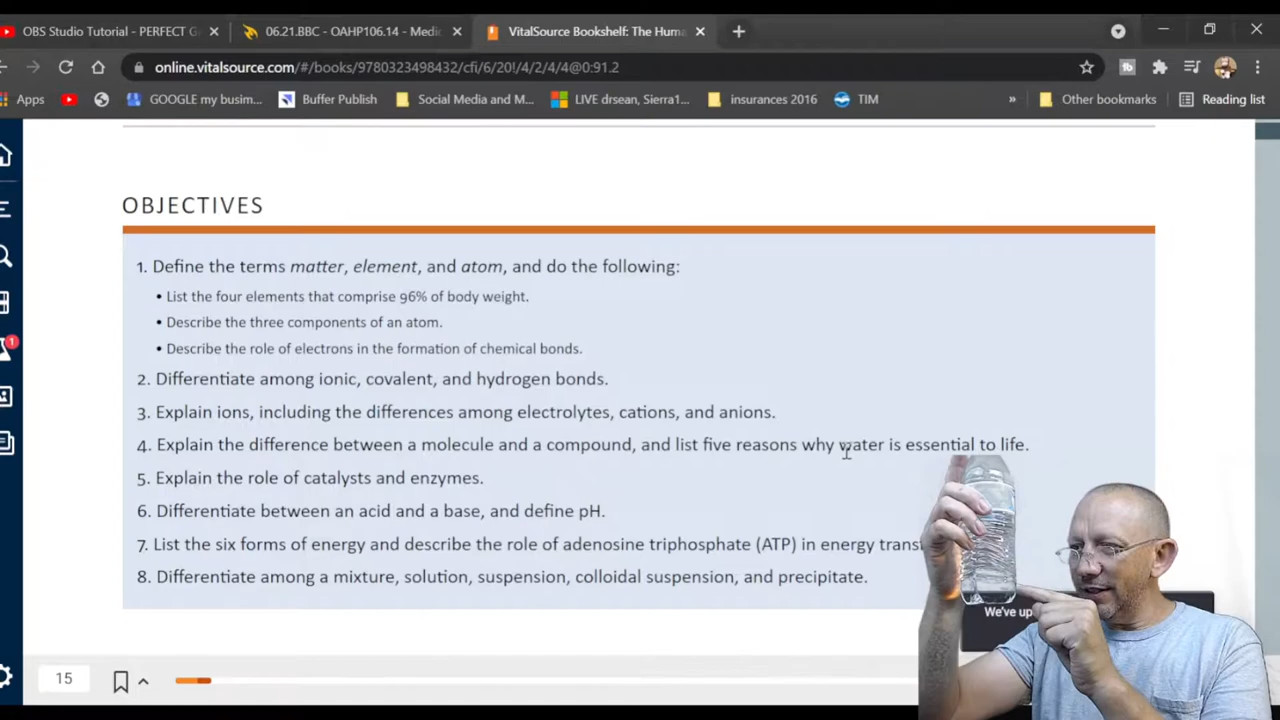 OBS Studio Tutorial - PERFECT G
06.21.BBC - OAHP106.14 - Medic
VitalSource Bookshelf: The Huma
online.vitalsource.com/#/books/9780323498432/cfi/6/20!/4/2/4/4@0:91.2
Apps
GOOGLE my busim...
Buffer Publish
Social Media and M...
LIVE drsean, Sierra1...
insurances 2016
TIM
»
Other bookmarks
Reading list
OBJECTIVES
1. Define the terms matter, element, and atom, and do the following:
• List the four elements that comprise 96% of body weight.
• Describe the three components of an atom.
• Describe the role of electrons in the formation of chemical bonds.
2. Differentiate among ionic, covalent, and hydrogen bonds.
3. Explain ions, including the differences among electrolytes, cations, and anions.
4. Explain the difference between a molecule and a compound, and list five reasons why water is essential to life.
5. Explain the role of catalysts and enzymes.
6. Differentiate between an acid and a base, and define pH.
7. List the six forms of energy and describe the role of adenosine triphosphate (ATP) in energy trans
8. Differentiate among a mixture, solution, suspension, colloidal suspension, and precipitate.
We've up
1
15